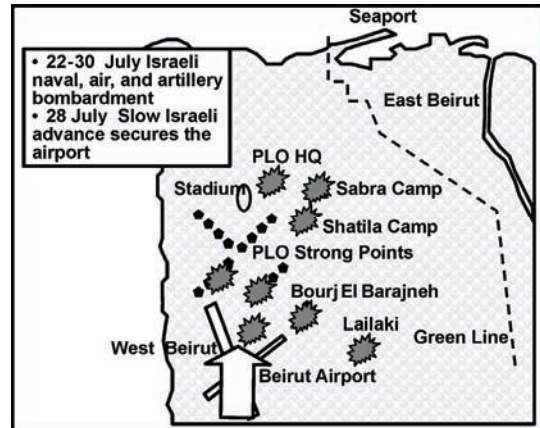 Seaport
• 22-30 July Israeli
naval, air, and artillery
bombardment
• 28 July Slow Israeli
advance secures the
airport
East Beirut
PLO HQ
Stadium
Sabra Camp
Shatila Camp
PLO Strong Points
Bourj El Barajneh
Lailaki
West Beirut
Green Line
Beirut Airport